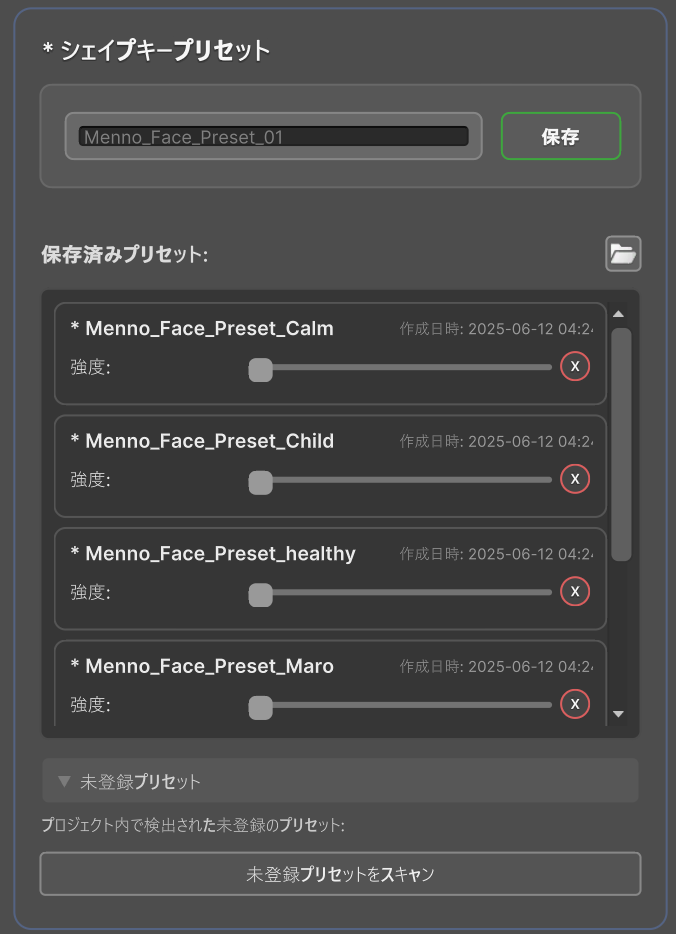 * シェイプキープリセット
Menno_Face_Preset_01
保存
保存済みプリセット:
* Menno_Face_Preset_Calm 作成日時: 2025-06-12 04:24
強度: X
* Menno_Face_Preset_Child 作成日時: 2025-06-12 04:24
強度: X
* Menno_Face_Preset_healthy 作成日時: 2025-06-12 04:24
強度: X
* Menno_Face_Preset_Maro 作成日時: 2025-06-12 04:24
強度: X
▼ 未登録プリセット
プロジェクト内で検出された未登録のプリセット:
未登録プリセットをスキャン